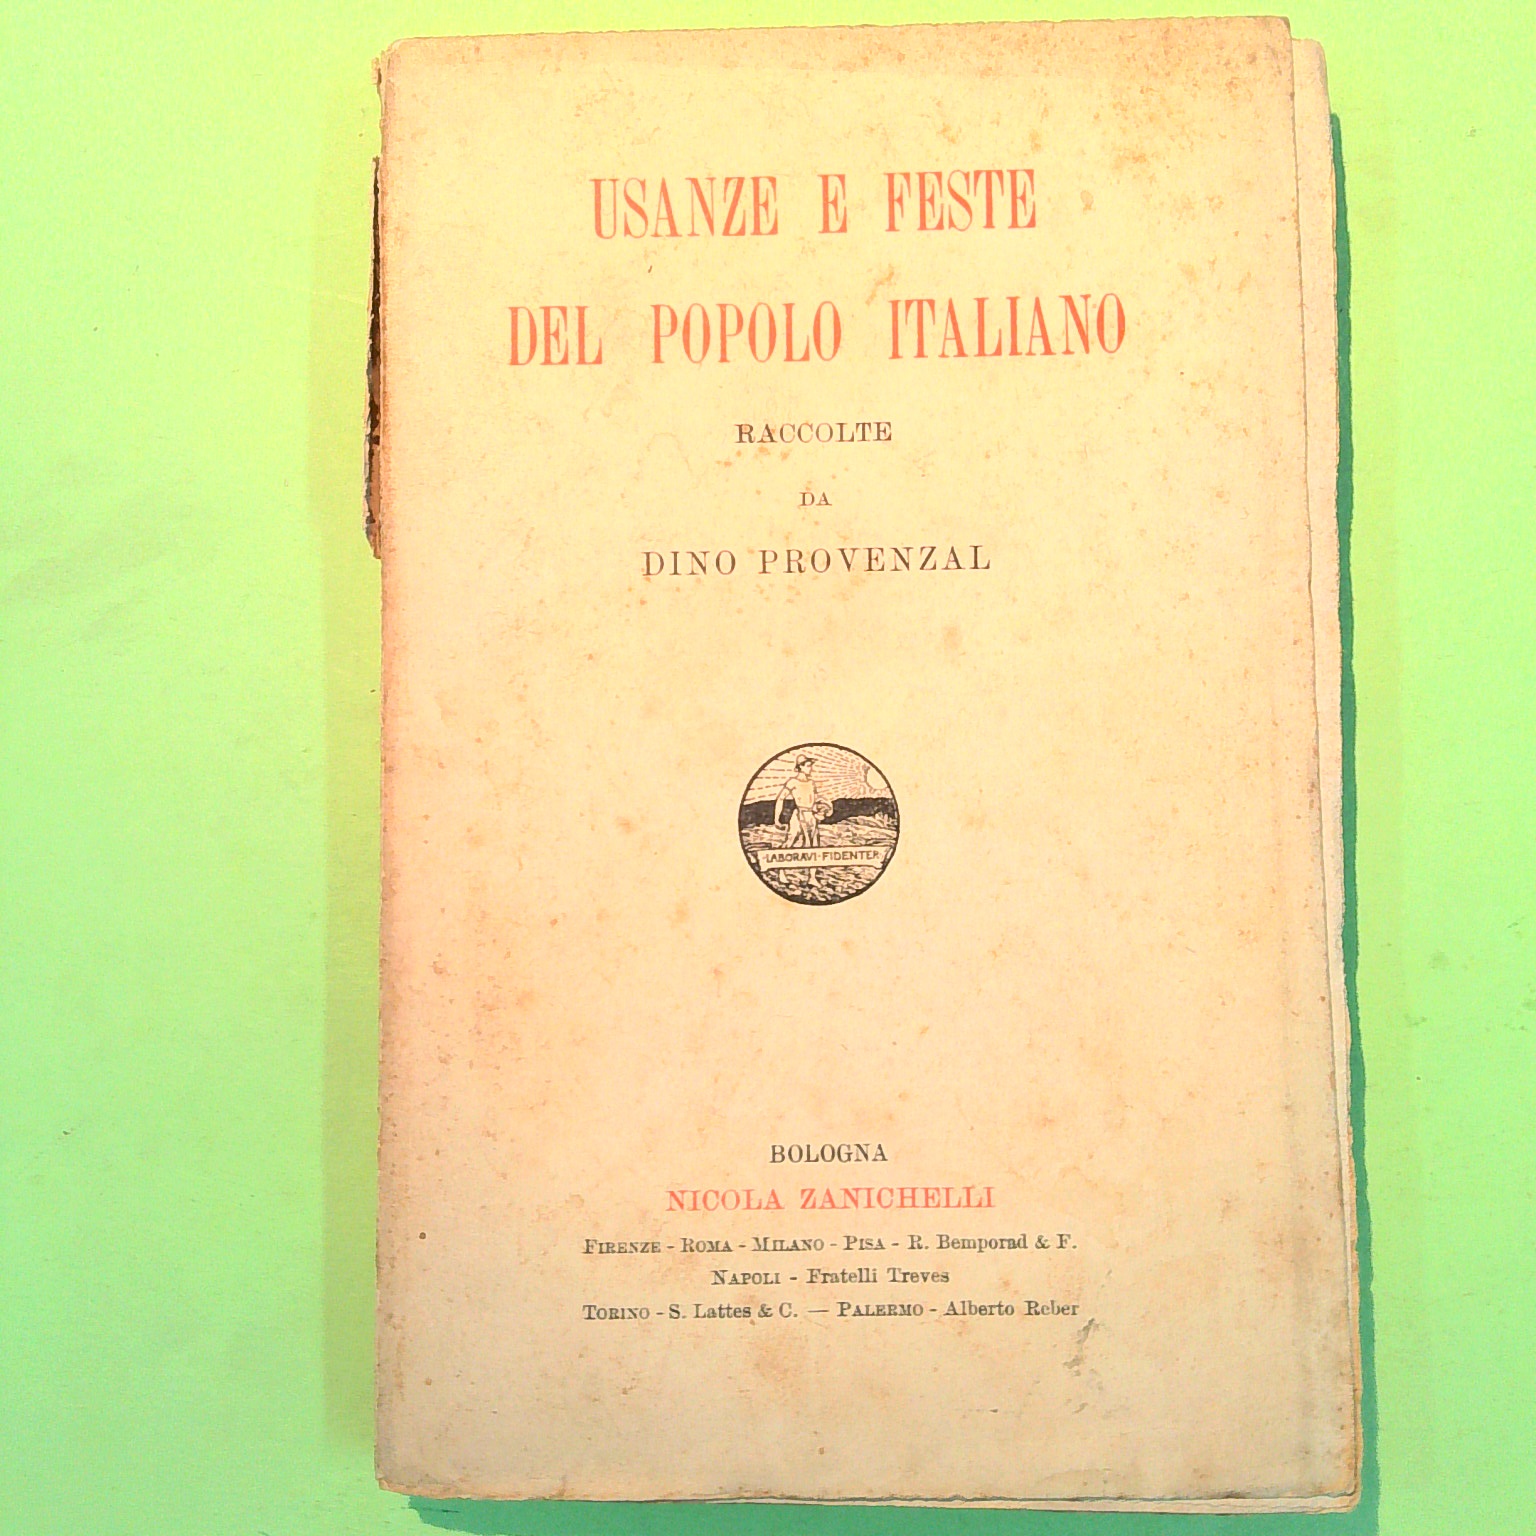 USANZE E FESTE
DEL POPOLO ITALIANO
RACCOLTE
DA
DINO PROVENZAL
LABORAVI · FIDENTER
BOLOGNA
NICOLA ZANICHELLI
FIRENZE - ROMA - MILANO - PISA - R. Bemporad & F.
NAPOLI - Fratelli Treves
TORINO - S. Lattes & C. — PALERMO - Alberto Reber